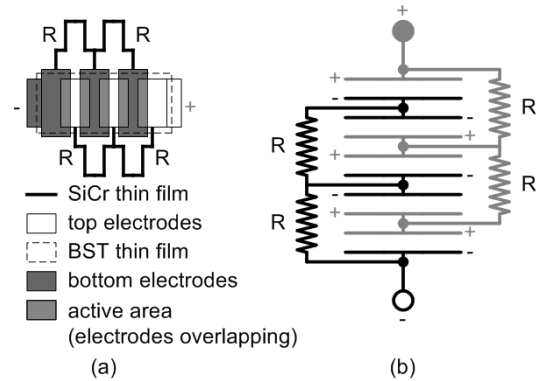 R
R
-
+
R
R
SiCr thin film
top electrodes
BST thin film
bottom electrodes
active area
(electrodes overlapping)
(a)
+
+
-
-
R
R
+
+
-
R
-
R
+
+
-
-
(b)